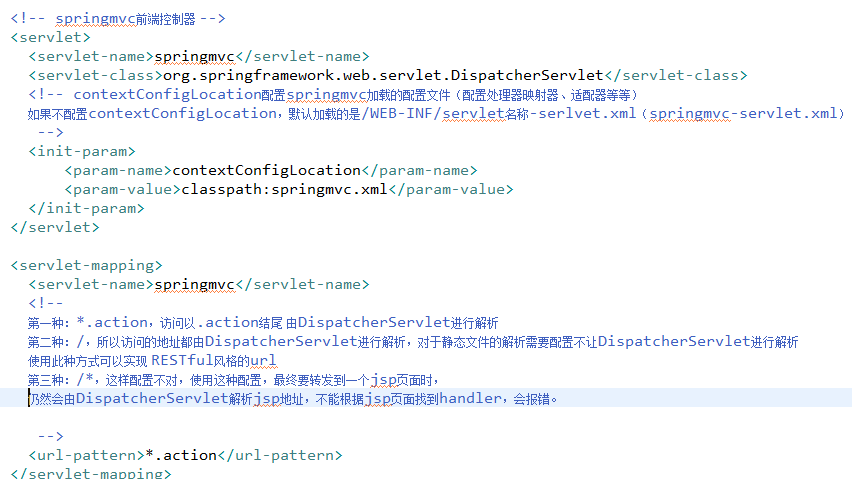 <!-- springmvc前端控制器 -->
<servlet>
<servlet-name>springmvc</servlet-name>
<servlet-class>org.springframework.web.servlet.DispatcherServlet</servlet-class>
<!-- contextConfigLocation配置springmvc加载的配置文件（配置处理器映射器、适配器等等）
如果不配置contextConfigLocation，默认加载的是/WEB-INF/servlet名称-serlvet.xml（springmvc-servlet.xml）
-->
<init-param>
<param-name>contextConfigLocation</param-name>
<param-value>classpath:springmvc.xml</param-value>
</init-param>
</servlet>
<servlet-mapping>
<servlet-name>springmvc</servlet-name>
<!--
第一种：*.action，访问以.action结尾 由DispatcherServlet进行解析
第二种：/，所以访问的地址都由DispatcherServlet进行解析，对于静态文件的解析需要配置不让DispatcherServlet进行解析
使用此种方式可以实现 RESTful风格的url
第三种：/*，这样配置不对，使用这种配置，最终要转发到一个jsp页面时，
仍然会由DispatcherServlet解析jsp地址，不能根据jsp页面找到handler，会报错。
-->
<url-pattern>*.action</url-pattern>
</servlet-mapping>